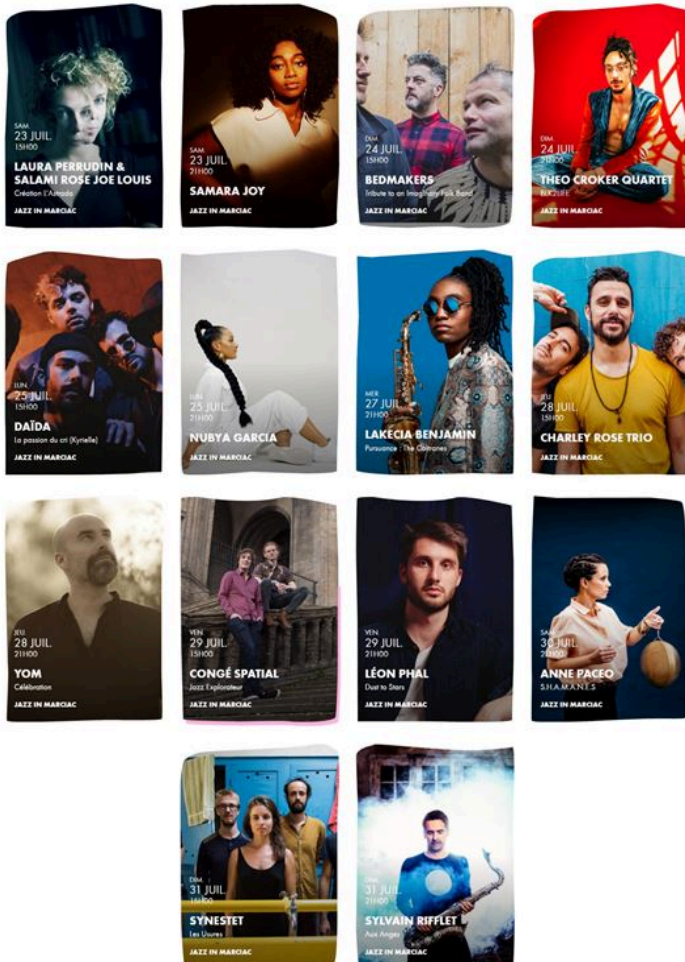 SAM.
23 JUIL.
15H00
LAURA PERRUDIN &
SALAMI ROSE JOE LOUIS
Création L'Astrada
JAZZ IN MARCIAC
SAM.
23 JUIL.
21H00
SAMARA JOY
JAZZ IN MARCIAC
DIM.
24 JUIL.
15H00
BEDMAKERS
Tribute to an Imaginary Folk Band
JAZZ IN MARCIAC
DIM.
24 JUIL.
21H00
THEO CROKER QUARTET
BLK2LIFE
JAZZ IN MARCIAC
LUN.
25 JUIL.
15H00
DAÏDA
La passion du cri (Kyrielle)
JAZZ IN MARCIAC
LUN.
25 JUIL.
21H00
NUBYA GARCIA
JAZZ IN MARCIAC
MER.
27 JUIL.
21H00
LAKECIA BENJAMIN
Pursuance : The Coltranes
JAZZ IN MARCIAC
JEU.
28 JUIL.
15H00
CHARLEY ROSE TRIO
JAZZ IN MARCIAC
JEU.
28 JUIL.
21H00
YOM
Célébration
JAZZ IN MARCIAC
VEN.
29 JUIL.
15H00
CONGÉ SPATIAL
Jazz Explorateur
JAZZ IN MARCIAC
VEN.
29 JUIL.
21H00
LÉON PHAL
Dust to Stars
JAZZ IN MARCIAC
SAM.
30 JUIL.
21H00
ANNE PACEO
S.H.A.M.A.N.E.S
JAZZ IN MARCIAC
DIM.
31 JUIL.
15H00
SYNESTET
Les Usures
JAZZ IN MARCIAC
DIM.
31 JUIL.
21H00
SYLVAIN RIFFLET
Aux Anges
JAZZ IN MARCIAC